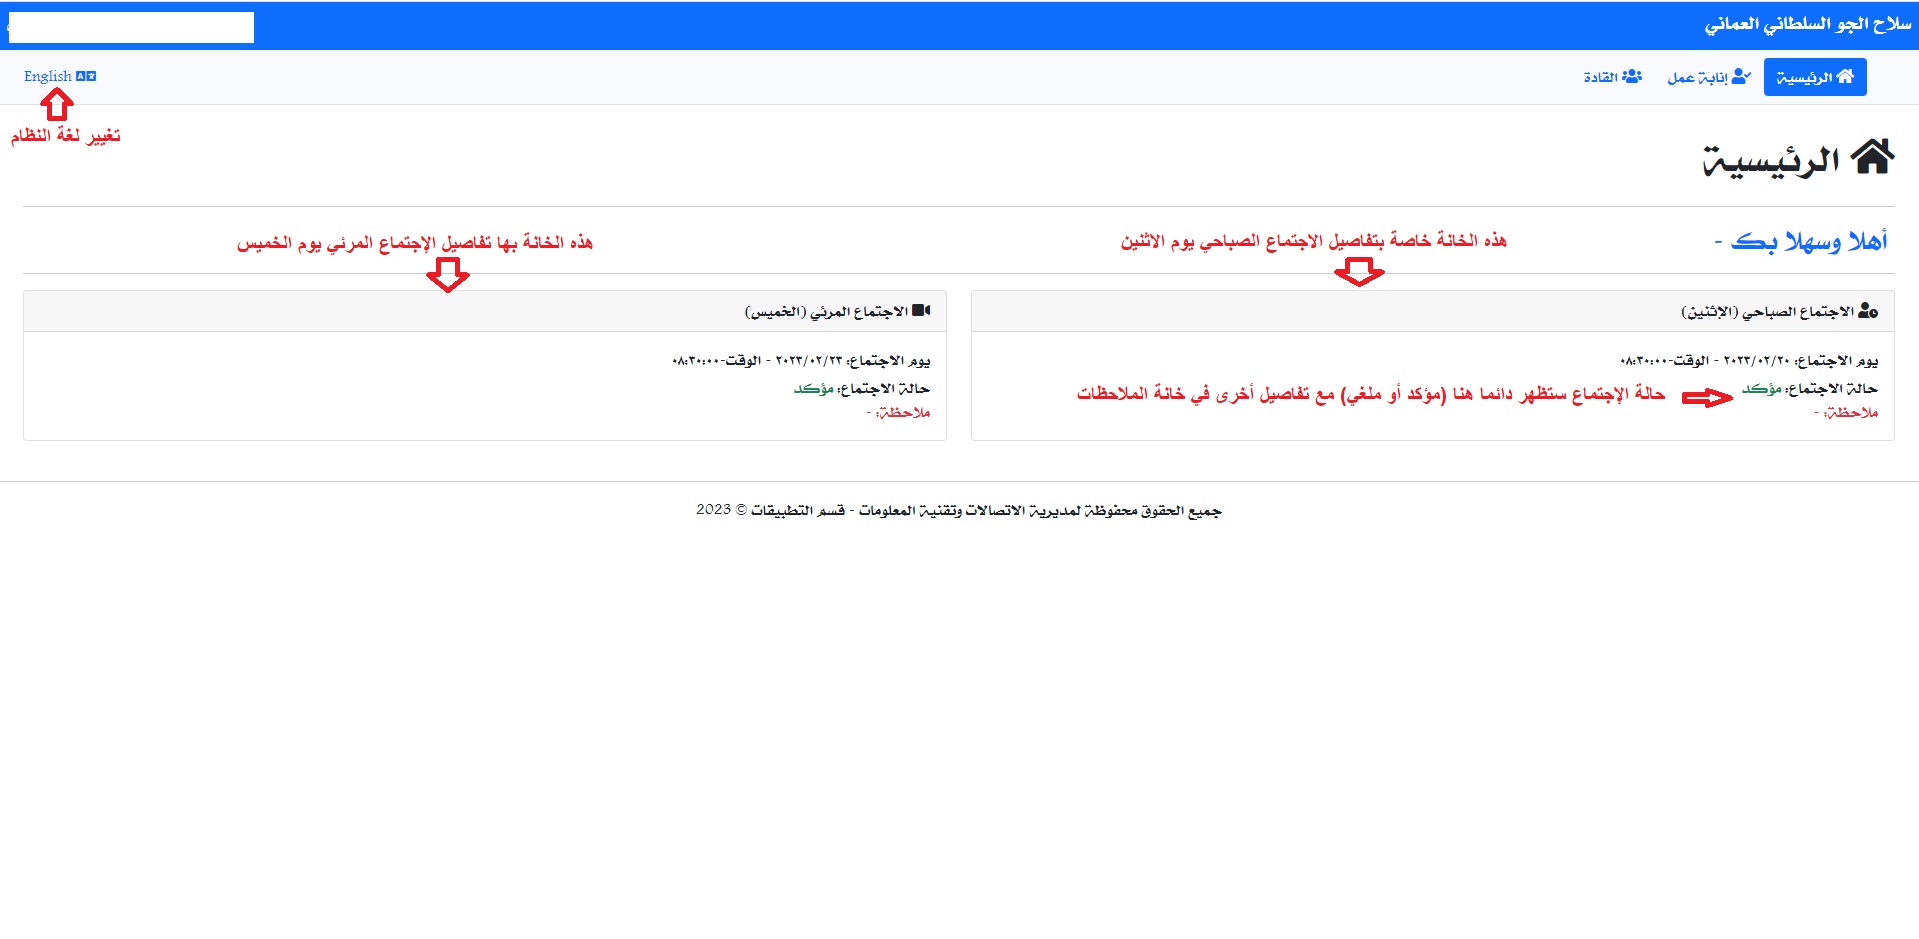 سلاح الجو السلطاني العماني
الرئيسية
إنابة عمل
القادة
English
تغيير لغة النظام
الرئيسية
أهلا وسهلا بك -
هذه الخانة خاصة بتفاصيل الاجتماع الصباحي يوم الاثنين
هذه الخانة بها تفاصيل الإجتماع المرئي يوم الخميس
الاجتماع الصباحي (الإثنين)
يوم الاجتماع: ٢٠٢٣/٠٢/٢٠ - الوقت-٠٨:٣٠:٠٠
حالة الاجتماع: مؤكد
حالة الإجتماع ستظهر دائما هنا (مؤكد أو ملغي) مع تفاصيل أخرى في خانة الملاحظات
ملاحظة: -
الاجتماع المرئي (الخميس)
يوم الاجتماع: ٢٠٢٣/٠٢/٢٣ - الوقت-٠٨:٣٠:٠٠
حالة الاجتماع: مؤكد
ملاحظة: -
جميع الحقوق محفوظة لمديرية الاتصالات وتقنية المعلومات - قسم التطبيقات © 2023